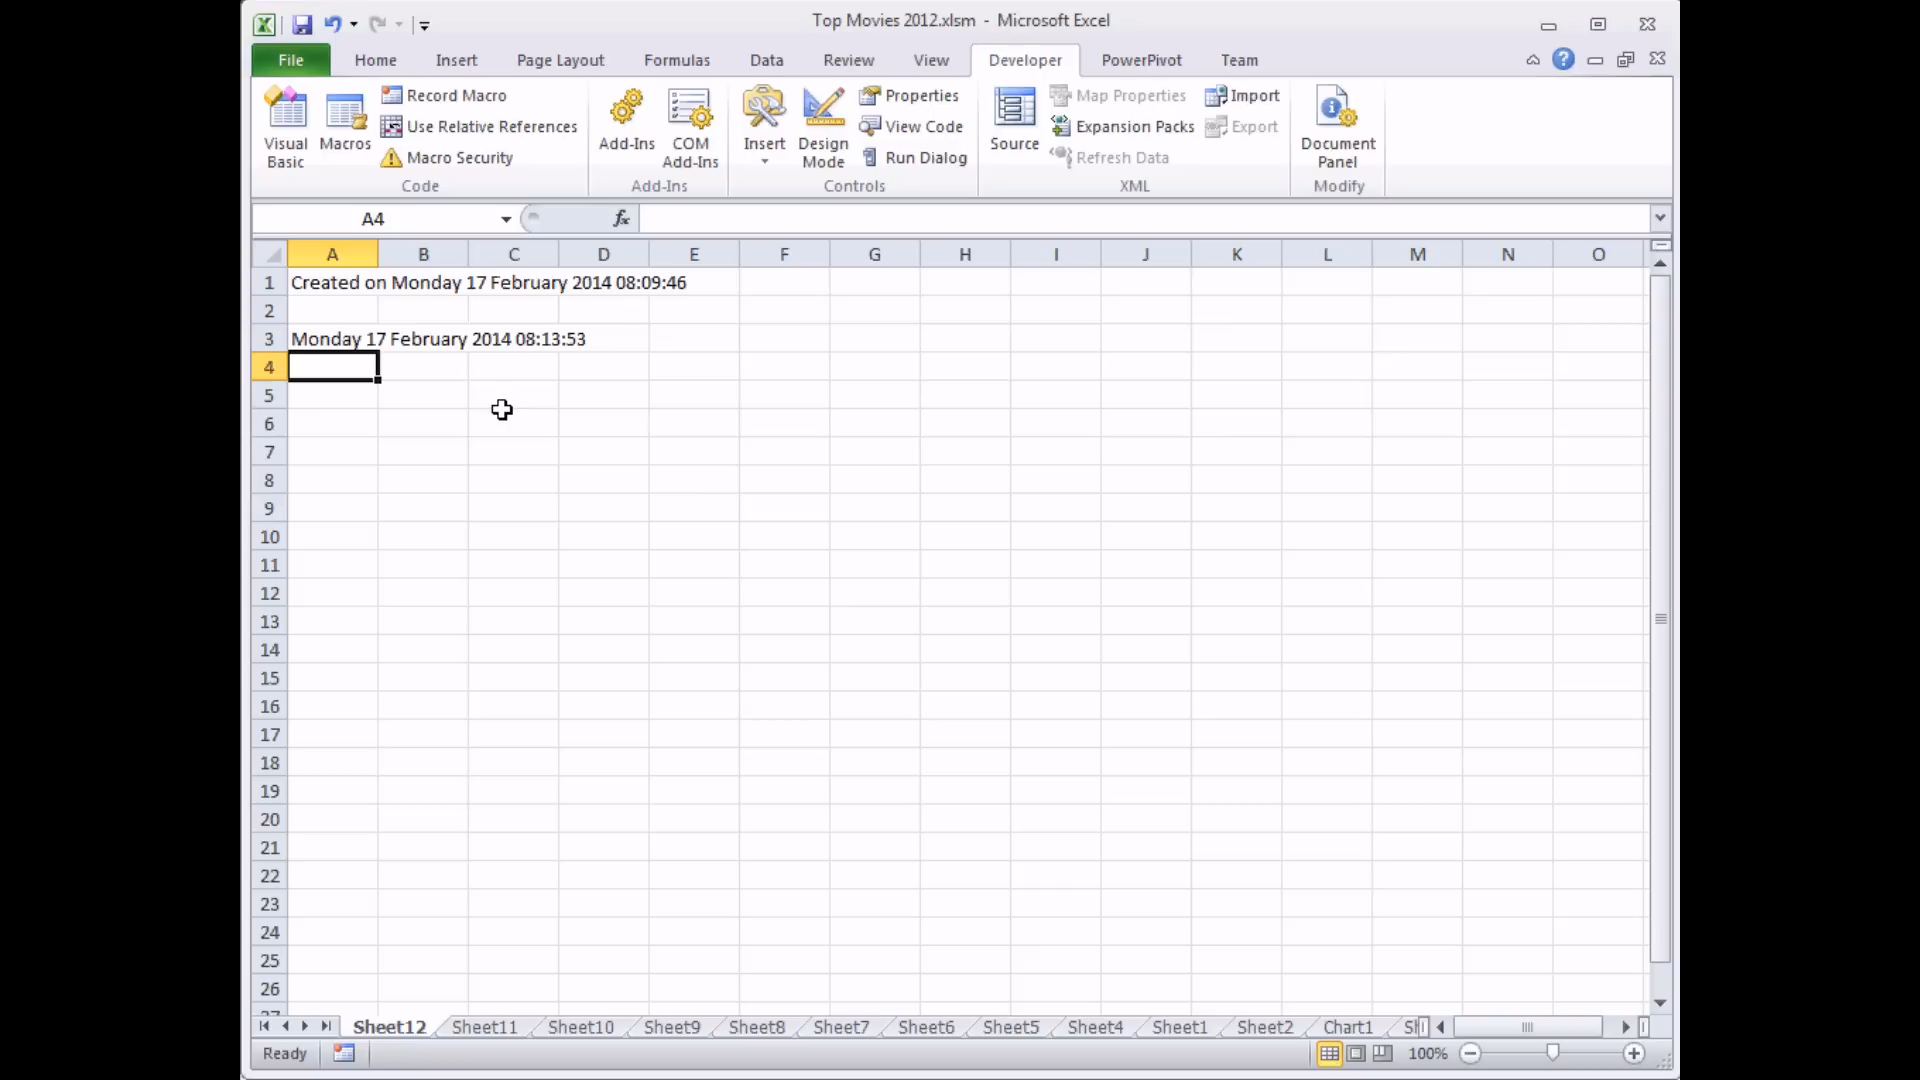 Top Movies 2012.xlsm - Microsoft Excel
File Home Insert Page Layout Formulas Data Review View Developer PowerPivot Team
Visual Basic
Macros
Record Macro
Use Relative References
Macro Security
Code
Add-Ins
COM Add-Ins
Add-Ins
Insert
Design Mode
Properties
View Code
Run Dialog
Controls
Source
Map Properties
Expansion Packs
Refresh Data
Import
Export
XML
Document Panel
Modify
A4 fx
A B C D E F G H I J K L M N O
1 Created on Monday 17 February 2014 08:09:46
2
3 Monday 17 February 2014 08:13:53
4
5
6
7
8
9
10
11
12
13
14
15
16
17
18
19
20
21
22
23
24
25
26
Sheet12 Sheet11 Sheet10 Sheet9 Sheet8 Sheet7 Sheet6 Sheet5 Sheet4 Sheet1 Sheet2 Chart1
Ready 100%